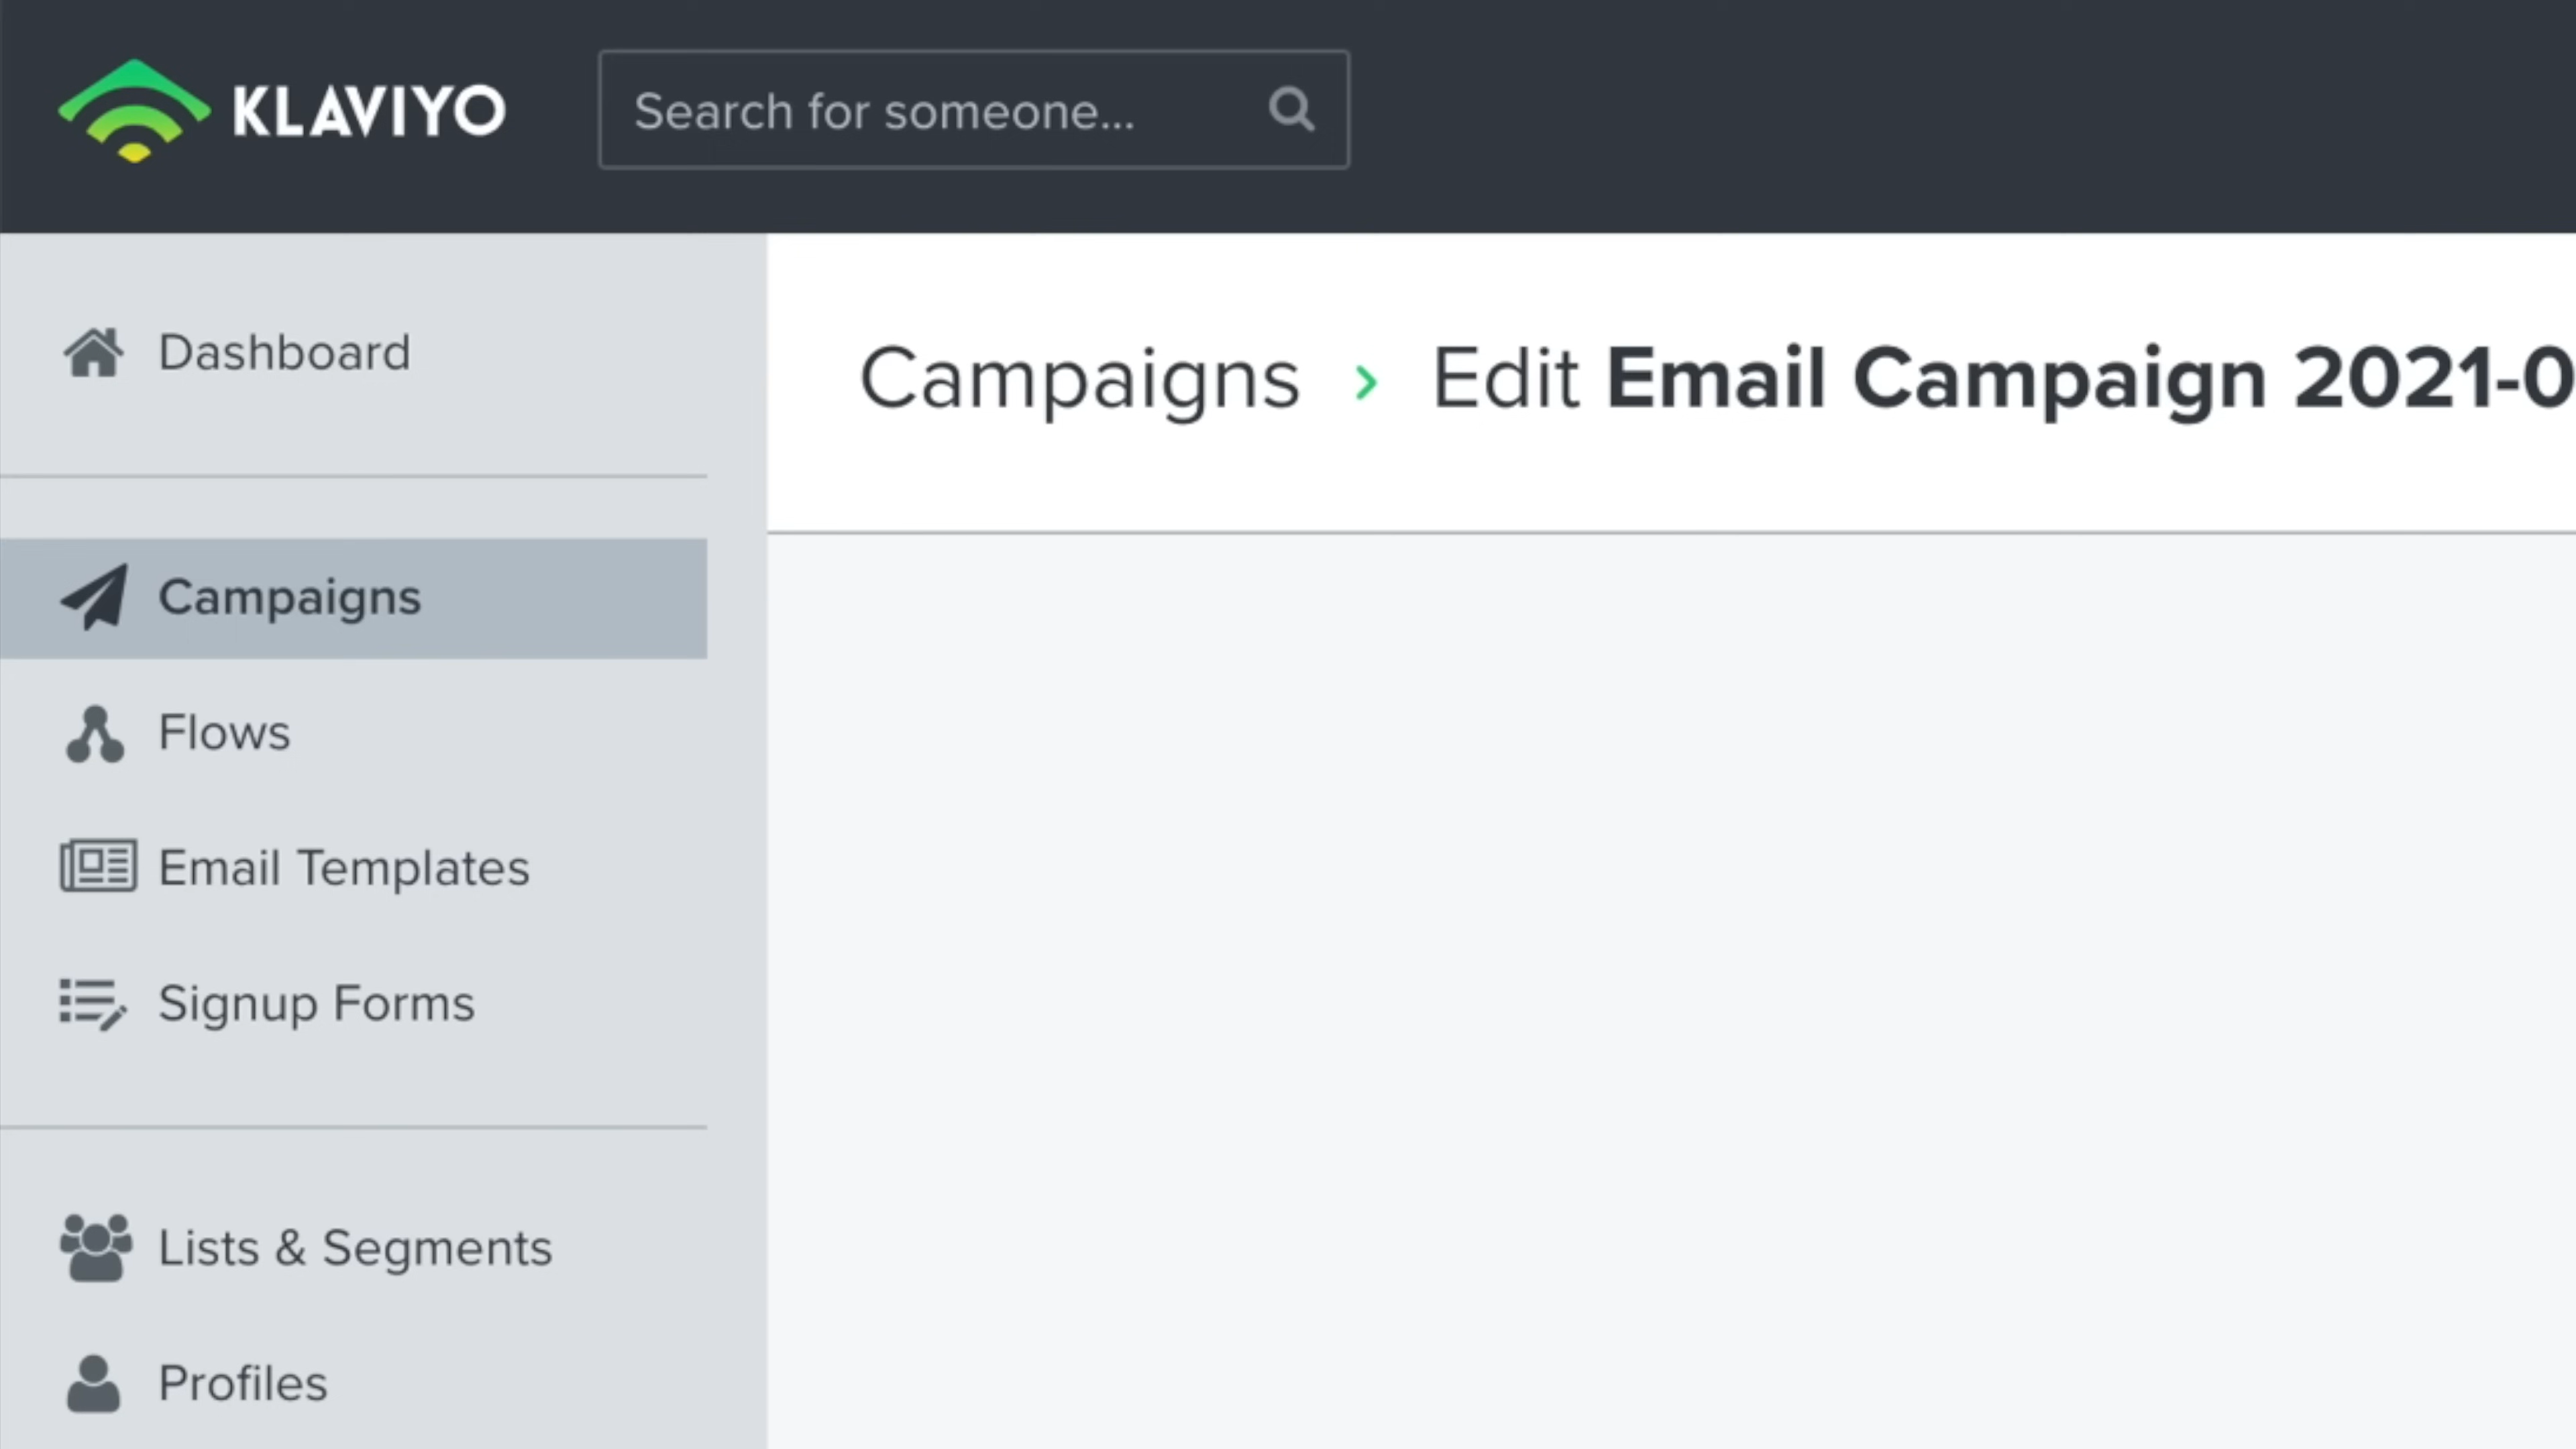 KLAVIYO
Search for someone...
Dashboard
Campaigns
Flows
Email Templates
Signup Forms
Lists & Segments
Profiles
Campaigns › Edit Email Campaign 2021-0